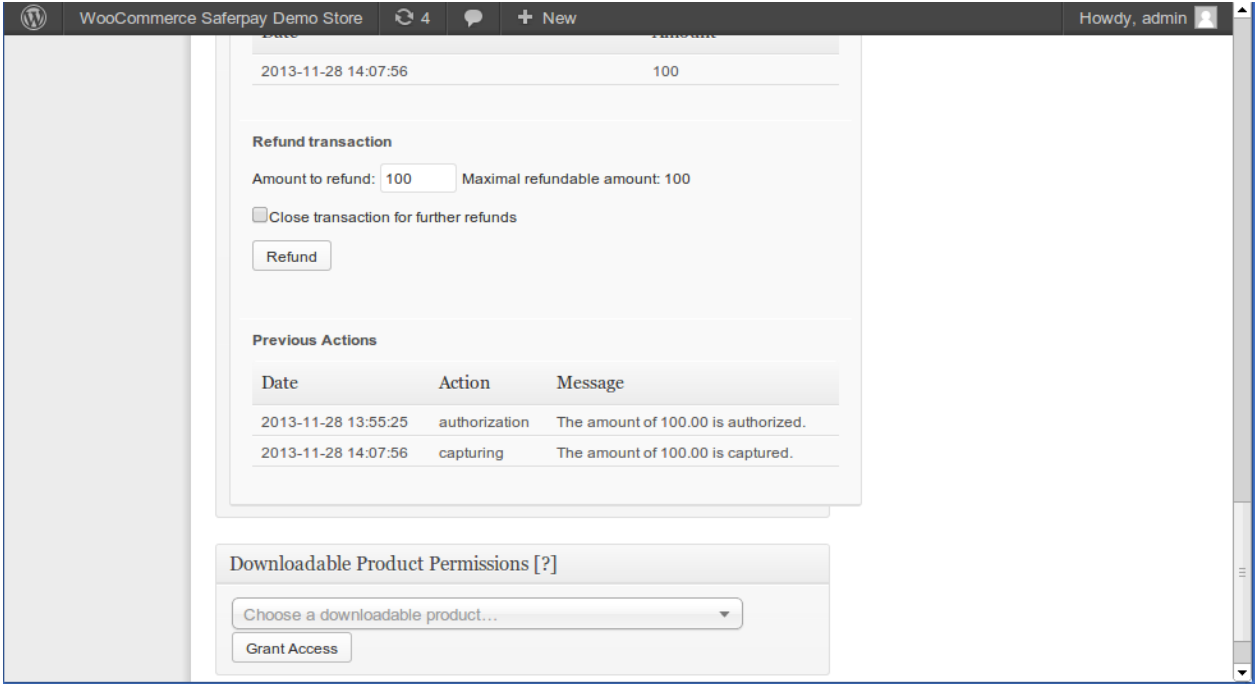 WooCommerce Saferpay Demo Store 4 + New Howdy, admin
Date Amount
2013-11-28 14:07:56 100
Refund transaction
Amount to refund: 100 Maximal refundable amount: 100
Close transaction for further refunds
Refund
Previous Actions
Date Action Message
2013-11-28 13:55:25 authorization The amount of 100.00 is authorized.
2013-11-28 14:07:56 capturing The amount of 100.00 is captured.
Downloadable Product Permissions [?]
Choose a downloadable product...
Grant Access